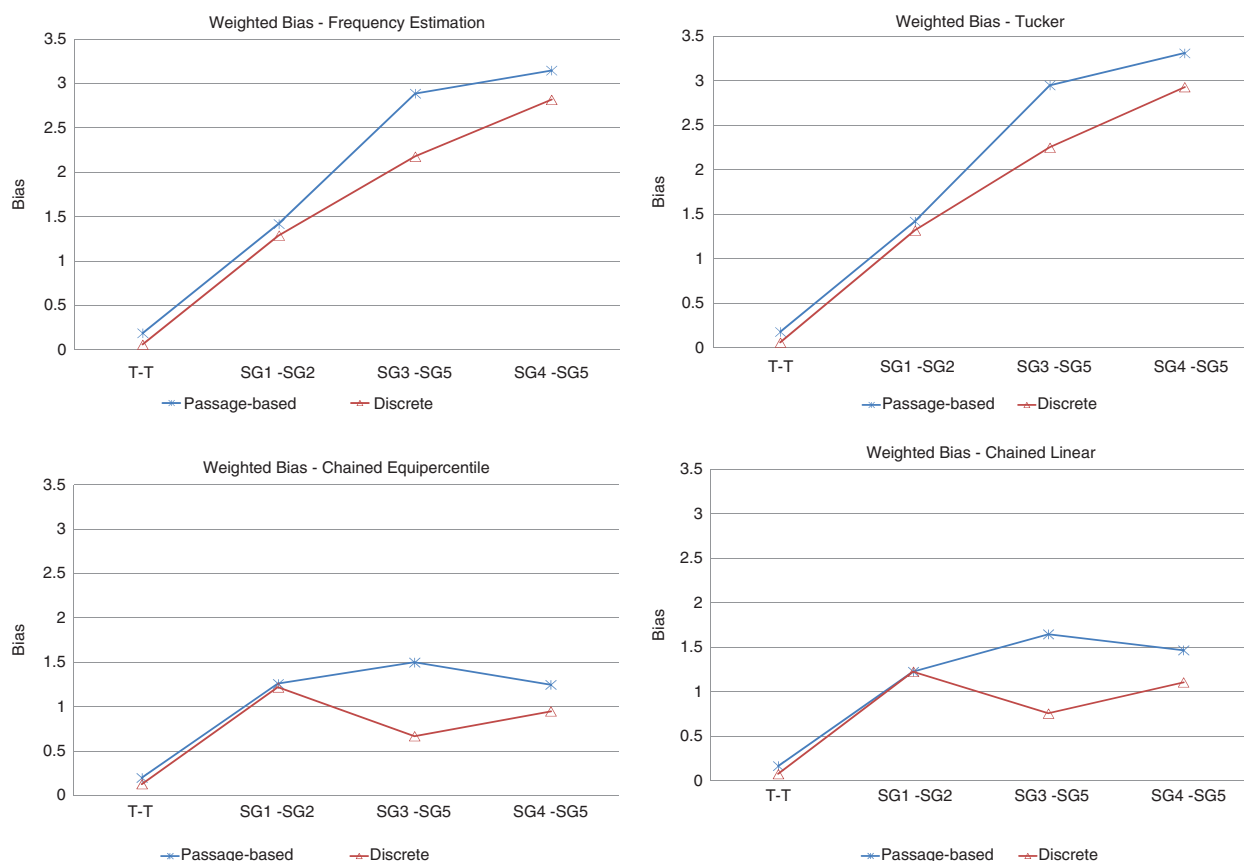 Weighted Bias - Frequency Estimation
3.5
3
2.5
2
1.5
1
0.5
0
Bias
T-T SG1 -SG2 SG3 -SG5 SG4 -SG5
Passage-based Discrete
Weighted Bias - Tucker
3.5
3
2.5
2
1.5
1
0.5
0
Bias
T-T SG1 -SG2 SG3 -SG5 SG4 -SG5
Passage-based Discrete
Weighted Bias - Chained Equipercentile
3.5
3
2.5
2
1.5
1
0.5
0
Bias
T-T SG1 -SG2 SG3 -SG5 SG4 -SG5
Passage-based Discrete
Weighted Bias - Chained Linear
3.5
3
2.5
2
1.5
1
0.5
0
Bias
T-T SG1 -SG2 SG3 -SG5 SG4 -SG5
Passage-based Discrete